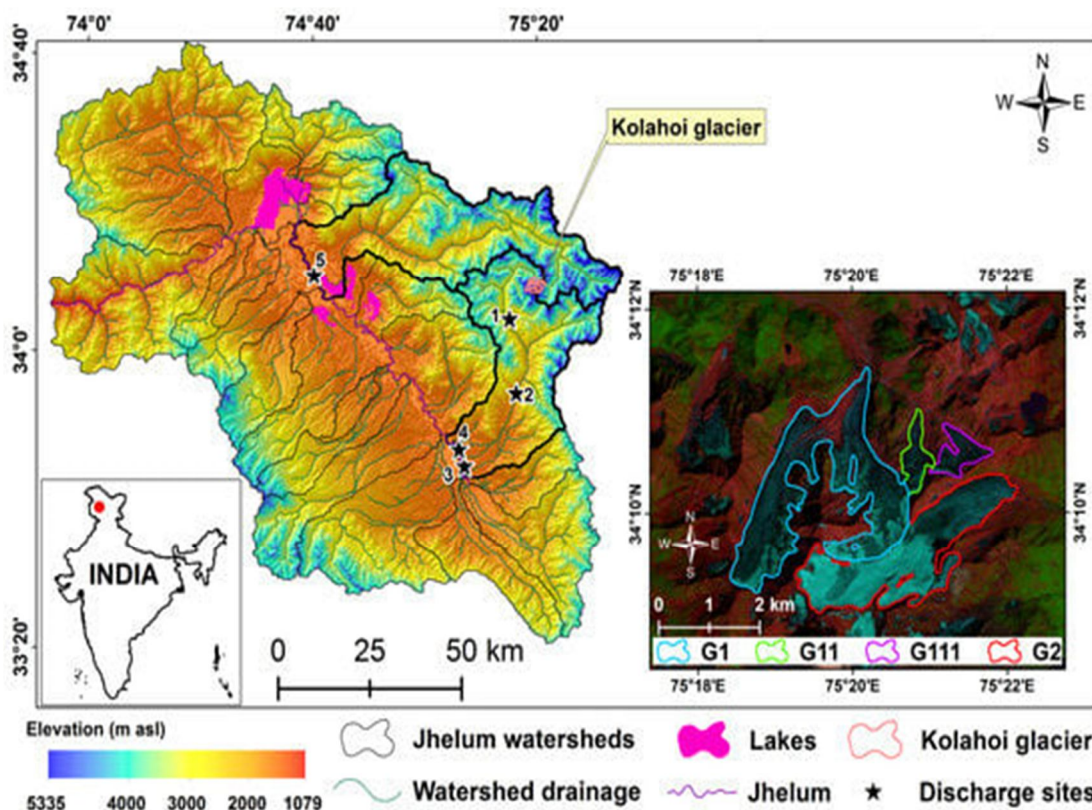 74°0'
74°40'
75°20'
34°40'
34°0'
33°20'
N
W E
S
Kolahoi glacier
5
1
2
4
3
75°18'E
75°20'E
75°22'E
34°12'N
34°12'N
34°10'N
34°10'N
N
W E
S
0 1 2 km
G1
G11
G111
G2
75°18'E
75°20'E
75°22'E
INDIA
0 25 50 km
Elevation (m asl)
5335 4000 3000 2000 1079
Jhelum watersheds
Lakes
Kolahoi glacier
Watershed drainage
Jhelum
Discharge site